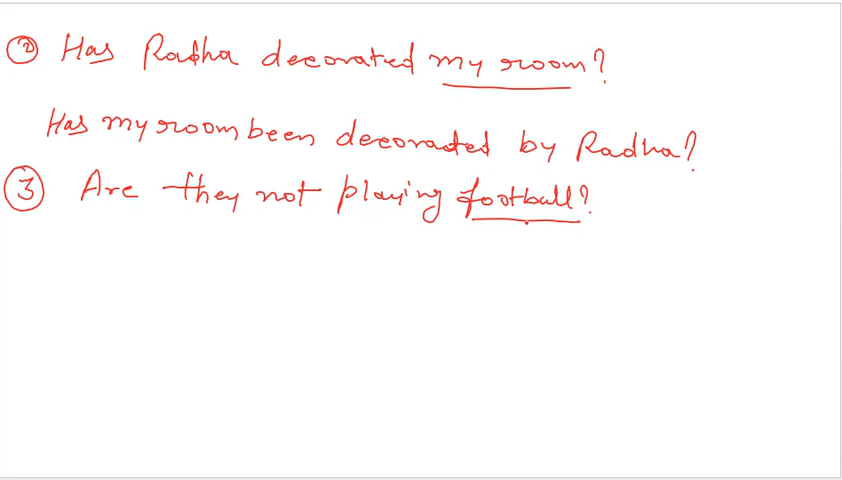 ② Has Radha decorated my room?
Has my room been decorated by Radha?
③ Are they not playing football?